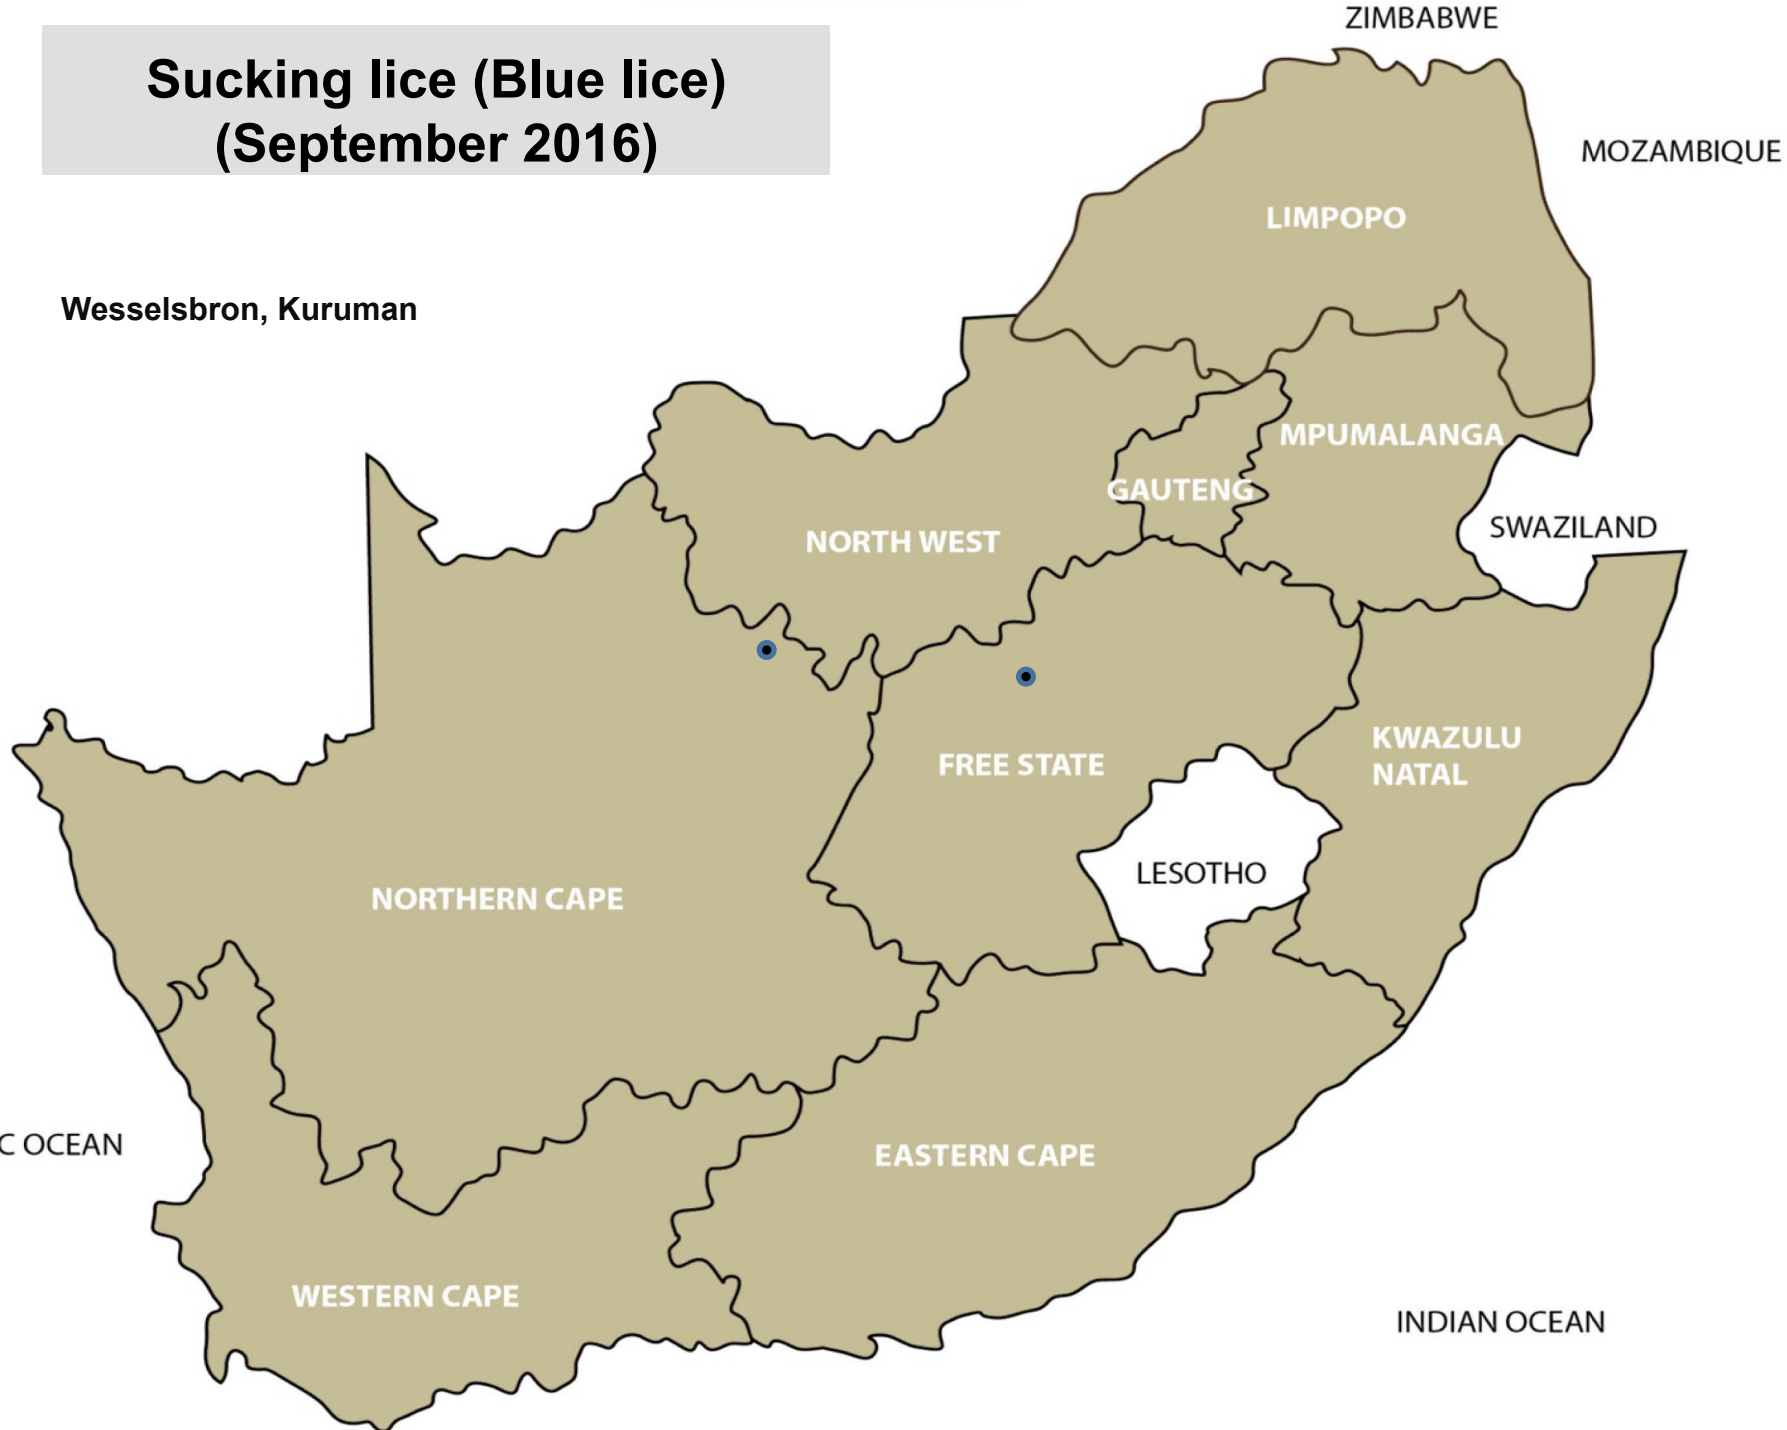 Sucking lice (Blue lice)
(September 2016)
Wesselsbron, Kuruman
ZIMBABWE
MOZAMBIQUE
LIMPOPO
MPUMALANGA
GAUTENG
NORTH WEST
SWAZILAND
FREE STATE
KWAZULU
NATAL
LESOTHO
NORTHERN CAPE
C OCEAN
EASTERN CAPE
WESTERN CAPE
INDIAN OCEAN